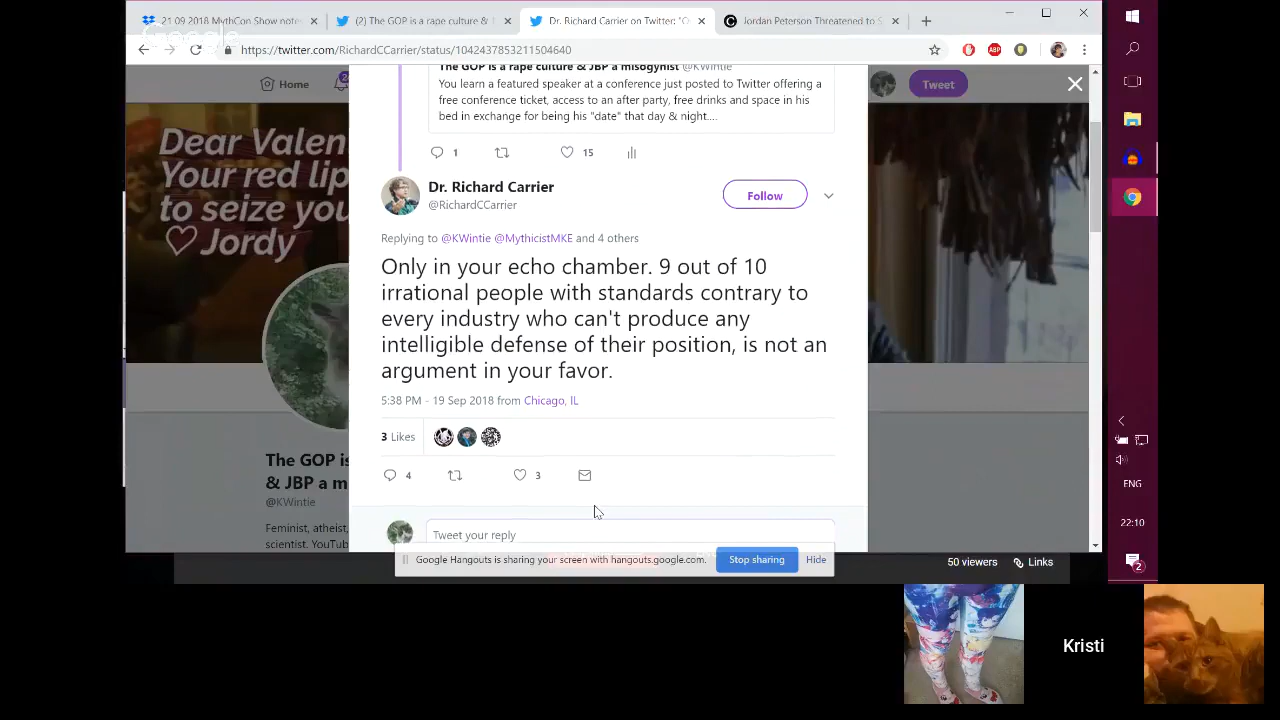 21 09 2018 MythCon Show note
(2) The GOP is a rape culture &
Dr. Richard Carrier on Twitter: "O
Jordan Peterson Threatened to S
Google
https://twitter.com/RichardCCarrier/status/1042437853211504640
Home
Tweet
Dear Valen
Your red lip
to seize you
♡ Jordy
The GOP is a rape culture & JBP a misogynist @KWintie
You learn a featured speaker at a conference just posted to Twitter offering a
free conference ticket, access to an after party, free drinks and space in his
bed in exchange for being his "date" that day & night....
1
15
Dr. Richard Carrier
@RichardCCarrier
Follow
Replying to @KWintie @MythicistMKE and 4 others
Only in your echo chamber. 9 out of 10
irrational people with standards contrary to
every industry who can't produce any
intelligible defense of their position, is not an
argument in your favor.
5:38 PM - 19 Sep 2018 from Chicago, IL
3 Likes
4
3
Tweet your reply
The GOP is
& JBP a m
@KWintie
Feminist, atheist,
scientist. YouTub
Google Hangouts is sharing your screen with hangouts.google.com.
Stop sharing
Hide
50 viewers
Links
ENG
22:10
2
Kristi